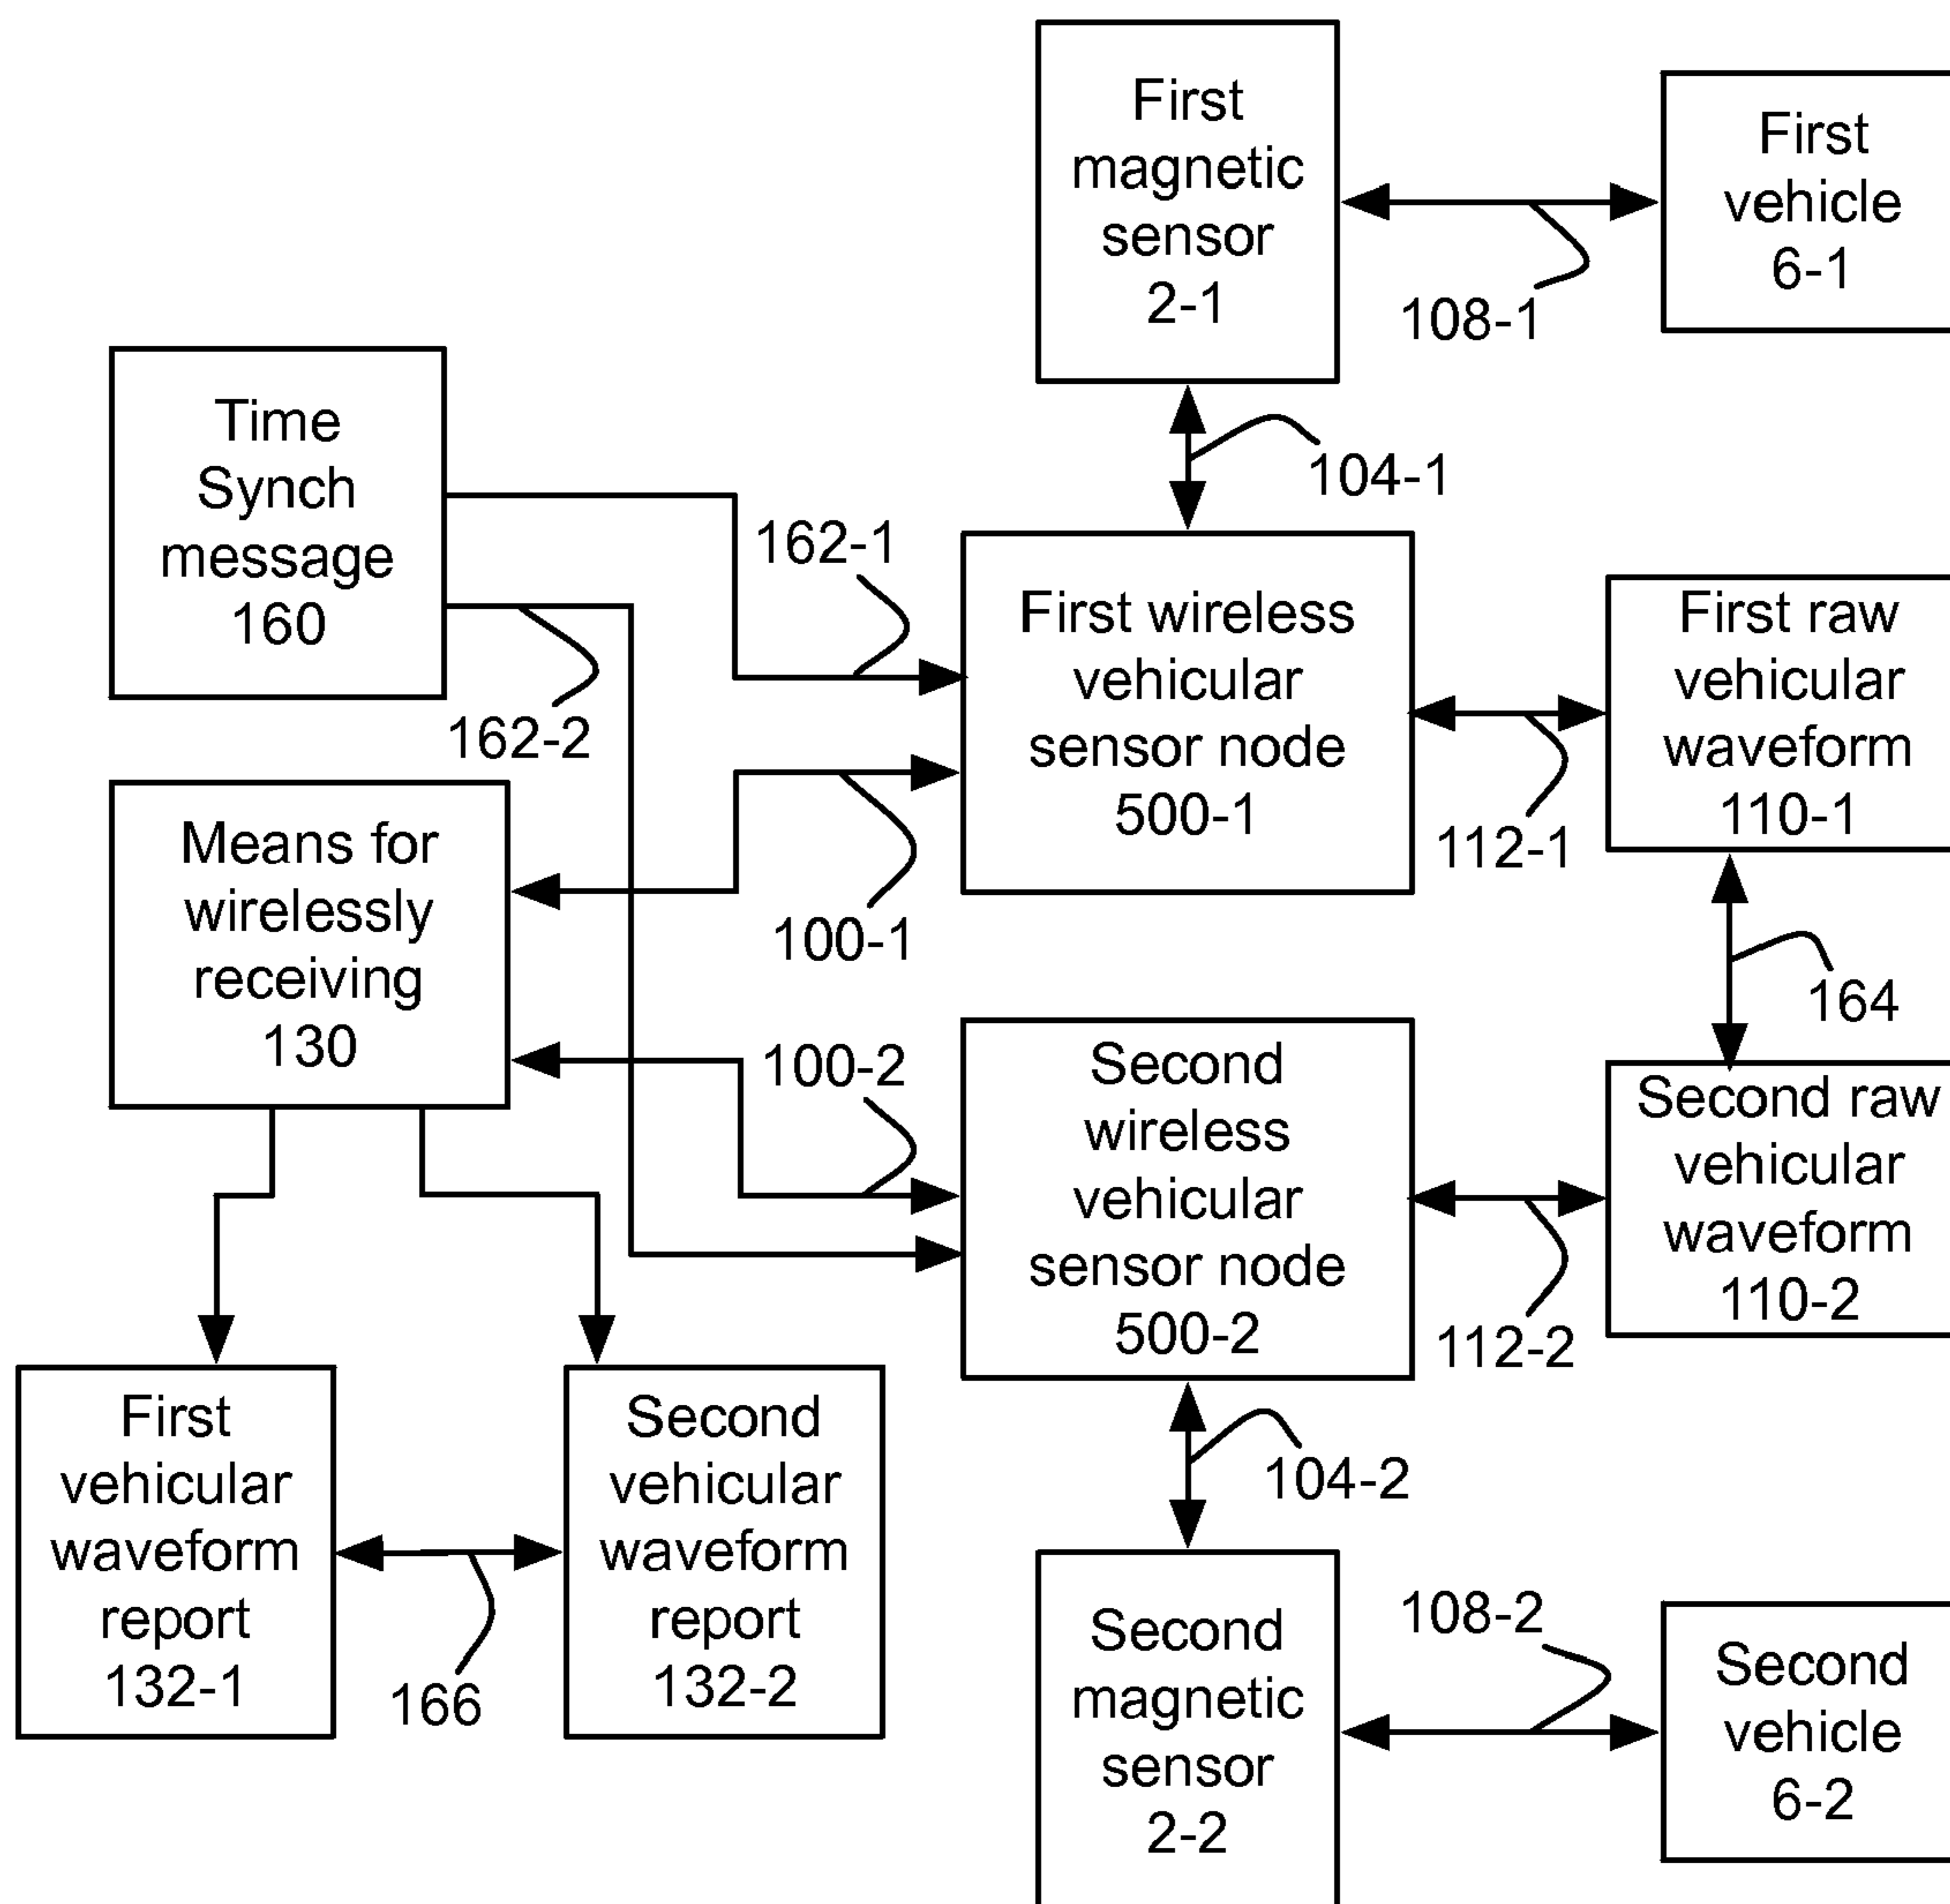 First
magnetic
sensor
2-1
First
vehicle
6-1
108-1
104-1
Time
Synch
message
160
162-1
162-2
First wireless
vehicular
sensor node
500-1
First raw
vehicular
waveform
110-1
112-1
Means for
wirelessly
receiving
130
100-1
164
100-2
Second
wireless
vehicular
sensor node
500-2
Second raw
vehicular
waveform
110-2
112-2
First
vehicular
waveform
report
132-1
Second
vehicular
waveform
report
132-2
166
104-2
Second
magnetic
sensor
2-2
108-2
Second
vehicle
6-2